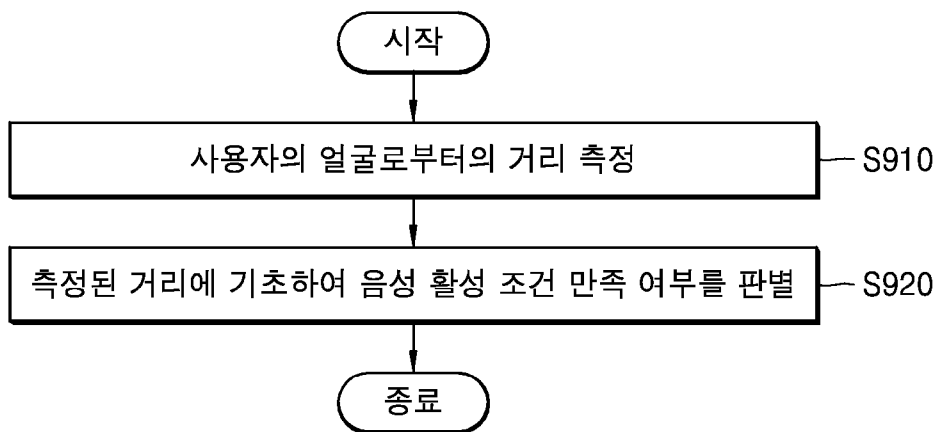 시작
사용자의 얼굴로부터의 거리 측정
S910
측정된 거리에 기초하여 음성 활성 조건 만족 여부를 판별
S920
종료